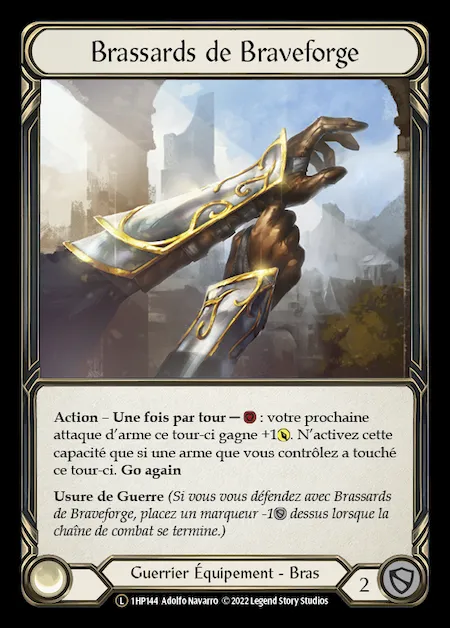 Brassards de Braveforge
Action – Une fois par tour — : votre prochaine
attaque d'arme ce tour-ci gagne +1. N'activez cette
capacité que si une arme que vous contrôlez a touché
ce tour-ci. Go again
Usure de Guerre (Si vous vous défendez avec Brassards
de Braveforge, placez un marqueur -1 dessus lorsque la
chaîne de combat se termine.)
Guerrier Équipement - Bras
2
L 1HP144 Adolfo Navarro © 2022 Legend Story Studios